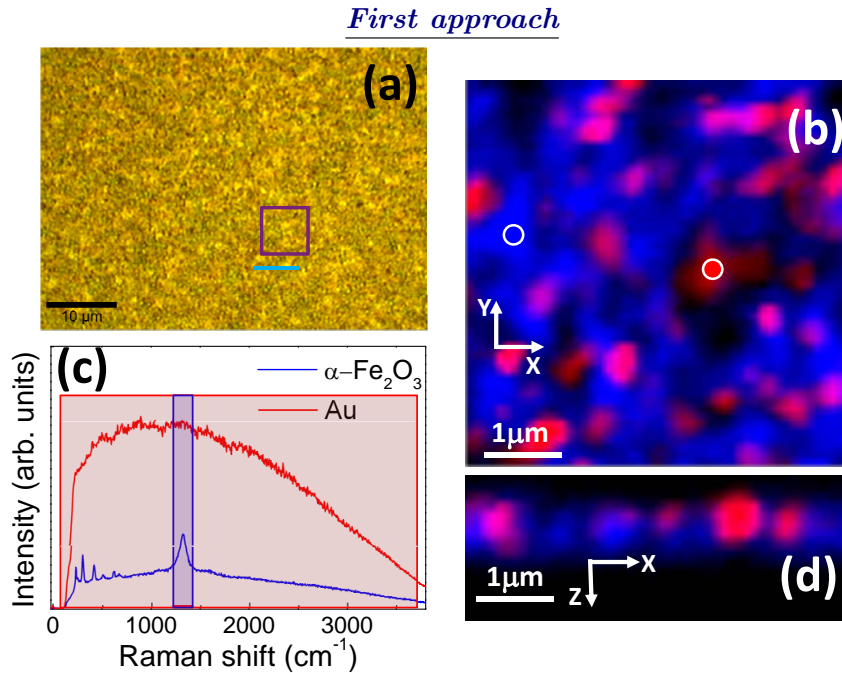 First approach
(a)
10 μm
(b)
Y
X
1μm
(c)
α−Fe₂O₃
Au
Intensity (arb. units)
0 1000 2000 3000
Raman shift (cm⁻¹)
X
Z
1μm
(d)